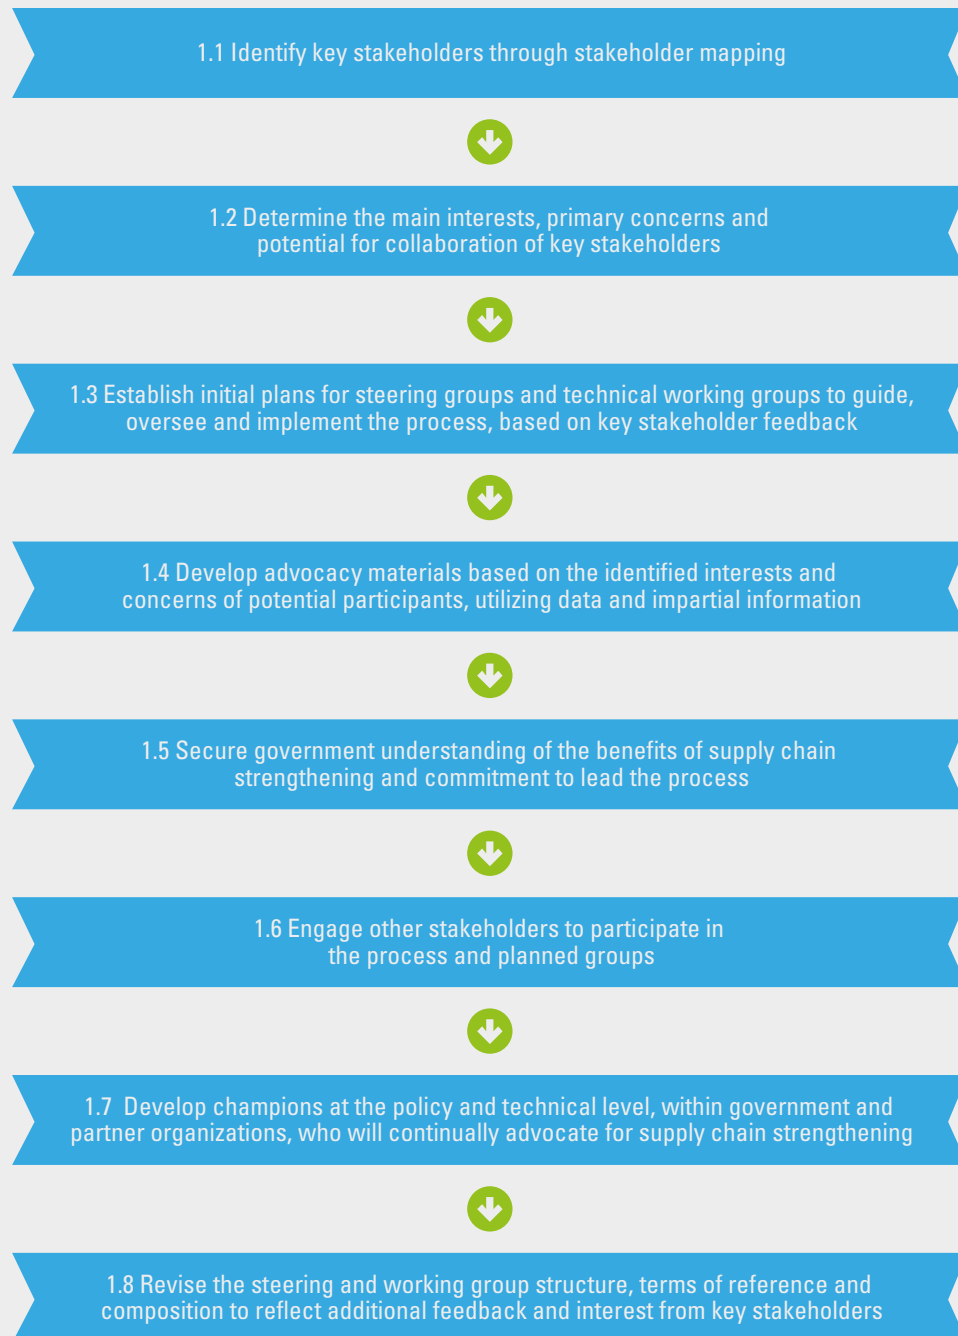 1.1 Identify key stakeholders through stakeholder mapping
1.2 Determine the main interests, primary concerns and
potential for collaboration of key stakeholders
1.3 Establish initial plans for steering groups and technical working groups to guide,
oversee and implement the process, based on key stakeholder feedback
1.4 Develop advocacy materials based on the identified interests and
concerns of potential participants, utilizing data and impartial information
1.5 Secure government understanding of the benefits of supply chain
strengthening and commitment to lead the process
1.6 Engage other stakeholders to participate in
the process and planned groups
1.7 Develop champions at the policy and technical level, within government and
partner organizations, who will continually advocate for supply chain strengthening
1.8 Revise the steering and working group structure, terms of reference and
composition to reflect additional feedback and interest from key stakeholders